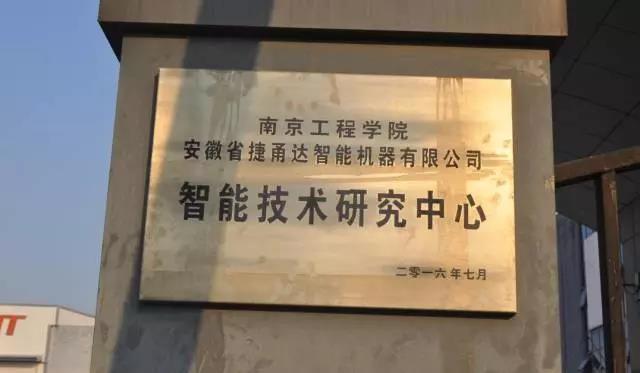 南京工程学院
安徽省捷甬达智能机器有限公司
智能技术研究中心
二零一六年七月